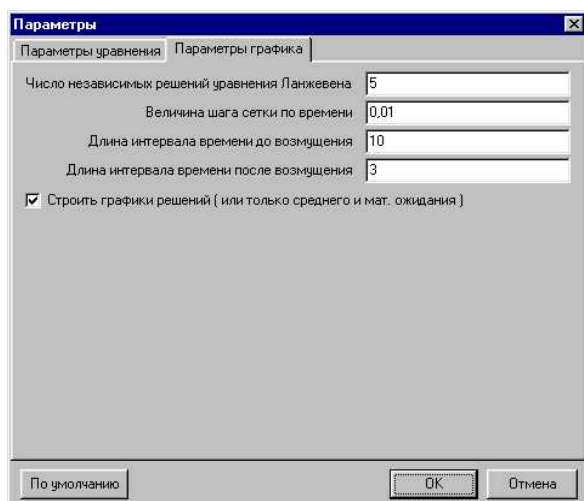 Параметры
Параметры уравнения Параметры графика
Число независимых решений уравнения Ланжевена 5
Величина шага сетки по времени 0,01
Длина интервала времени до возмущения 10
Длина интервала времени после возмущения 3
Строить графики решений ( или только среднего и мат. ожидания )
По умолчанию OK Отмена